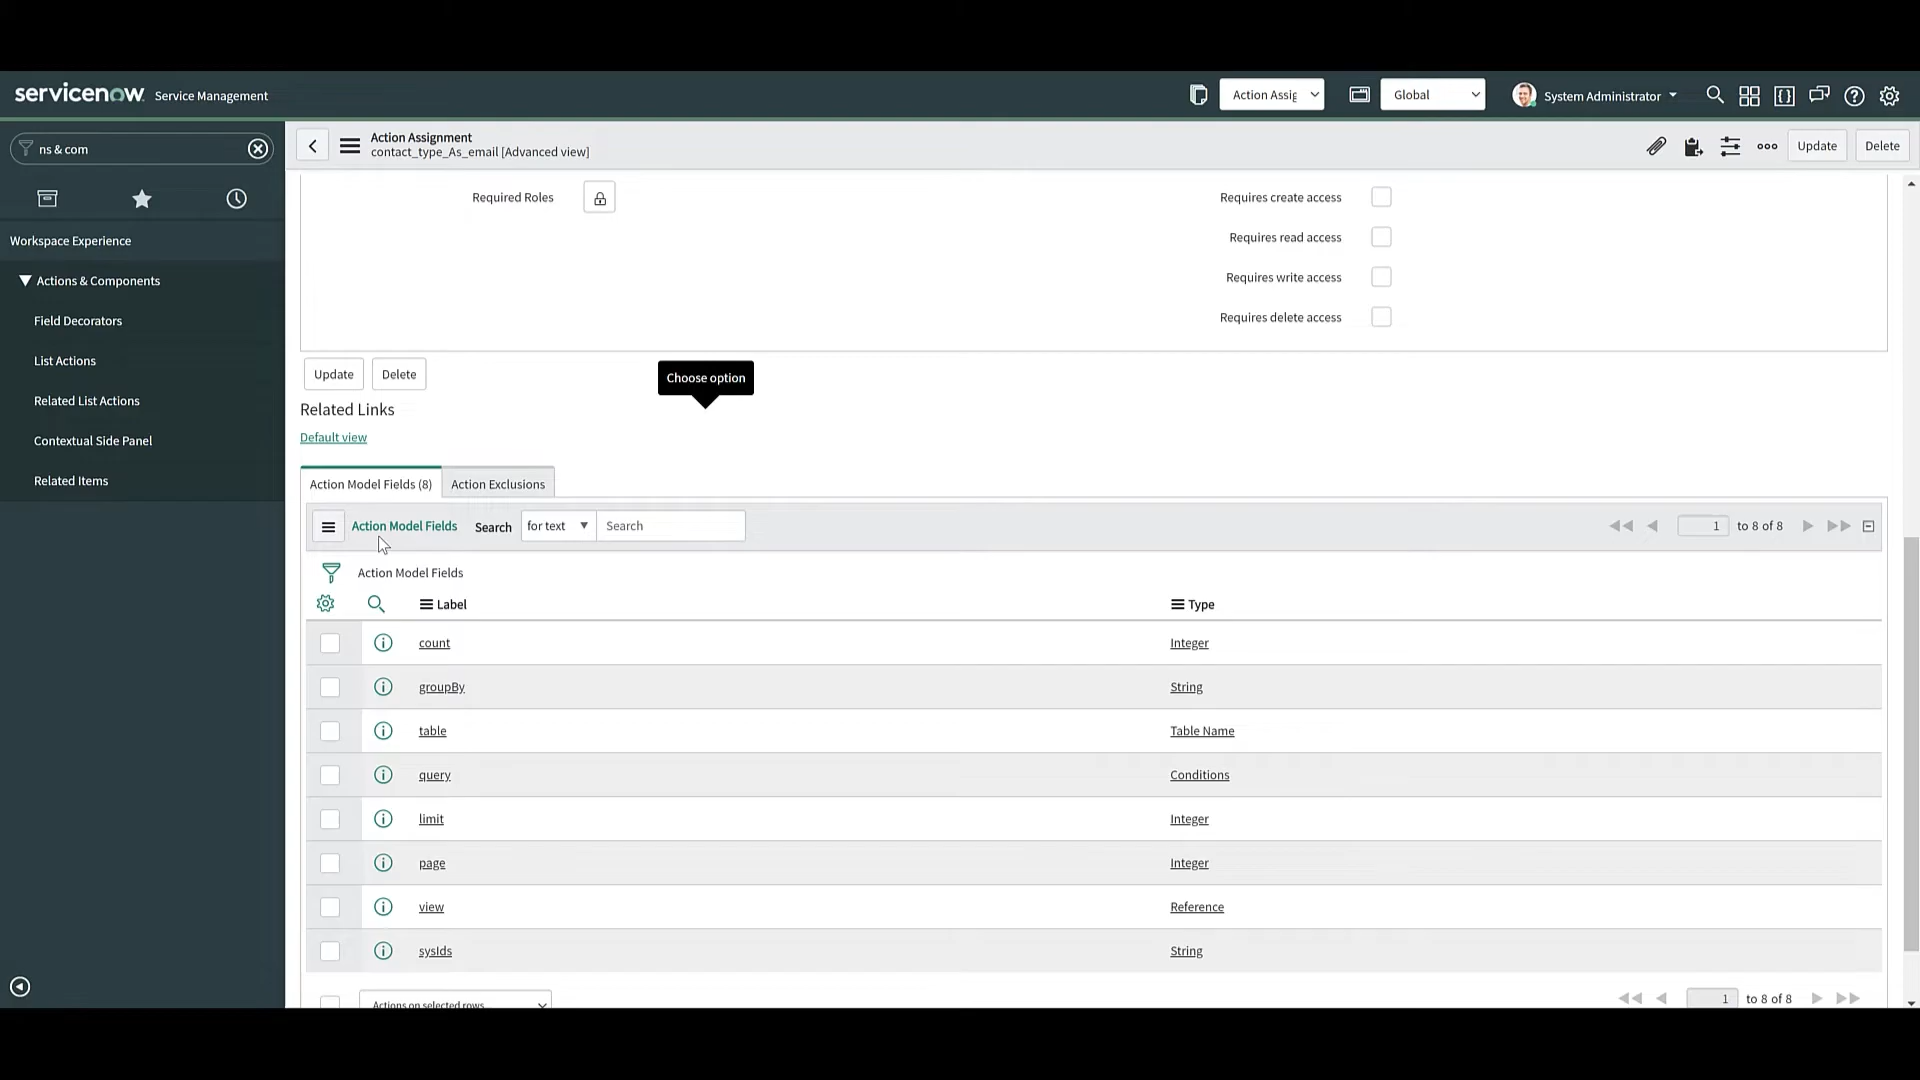 servicenow Service Management
Action Assig
Global
System Administrator
ns & com
Action Assignment
contact_type_As_email [Advanced view]
Update
Delete
Workspace Experience
Actions & Components
Field Decorators
List Actions
Related List Actions
Contextual Side Panel
Related Items
Required Roles
Requires create access
Requires read access
Requires write access
Requires delete access
Update
Delete
Choose option
Related Links
Default view
Action Model Fields (8)
Action Exclusions
Action Model Fields Search for text Search
1 to 8 of 8
Action Model Fields
Label Type
count Integer
groupBy String
table Table Name
query Conditions
limit Integer
page Integer
view Reference
sysIds String
Actions on selected rows...
1 to 8 of 8